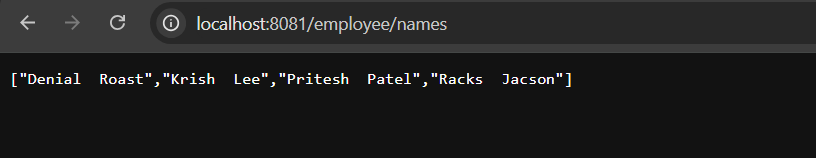 localhost:8081/employee/names
["Denial  Roast","Krish  Lee","Pritesh  Patel","Racks  Jacson"]